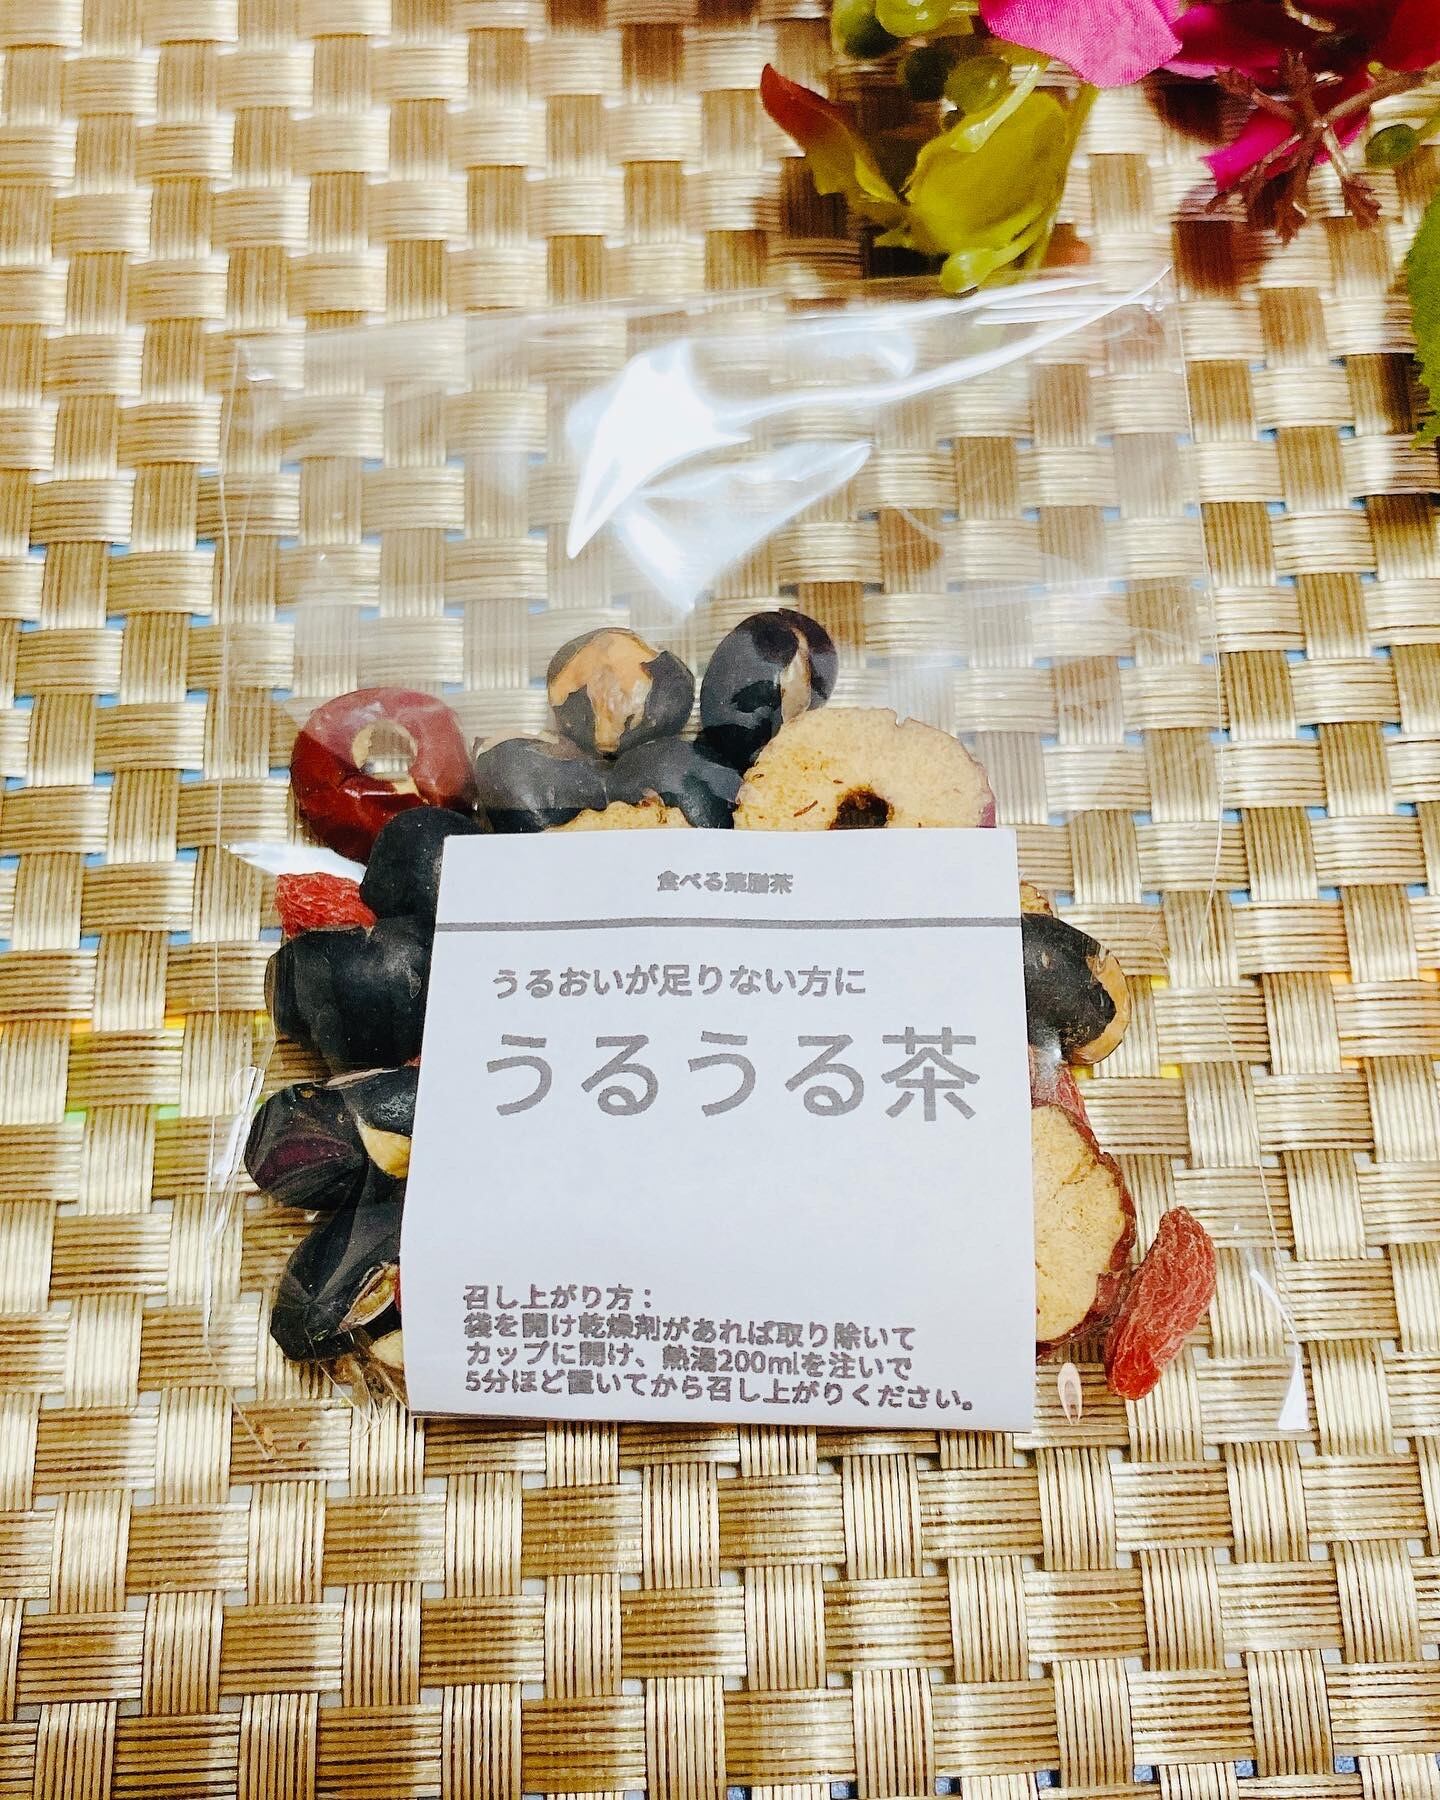 食べる薬膳茶
うるおいが足りない方に
うるうる茶
召し上がり方：
袋を開け乾燥剤があれば取り除いて
カップに開け、熱湯200mlを注いで
5分ほど置いてから召し上がりください。